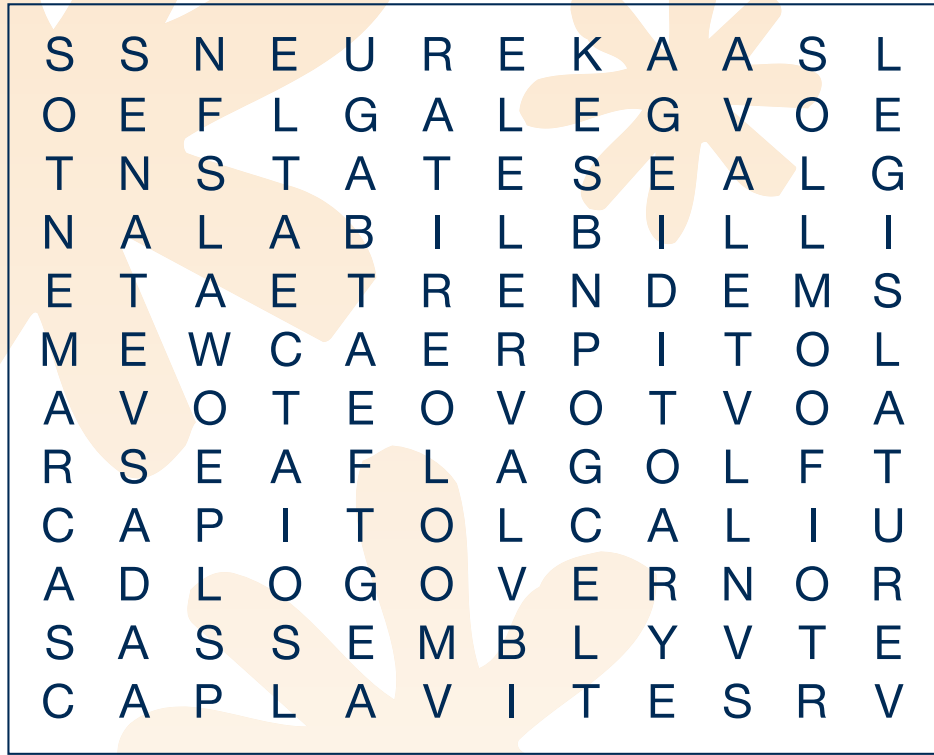 S S N E U R E K A A S L
O E F L G A L E G V O E
T N S T A T E S E A L G
N A L A B I L B I L L I
E T A E T R E N D E M S
M E W C A E R P I T O L
A V O T E O V O T V O A
R S E A F L A G O L F T
C A P I T O L C A L I U
A D L O G O V E R N O R
S A S S E M B L Y V T E
C A P L A V I T E S R V